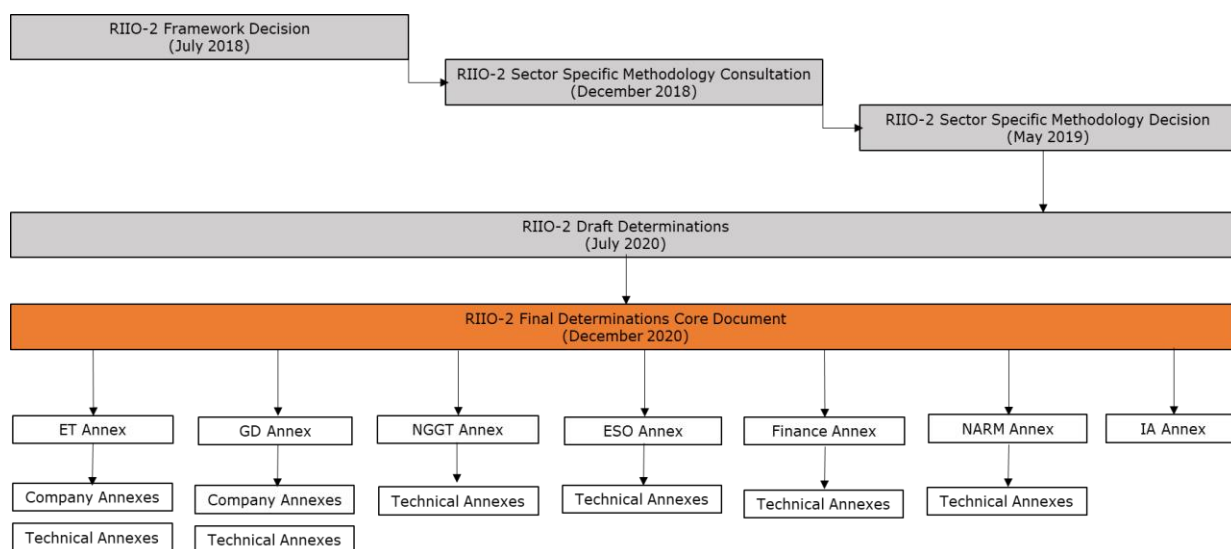 RIIO-2 Framework Decision
(July 2018)
RIIO-2 Sector Specific Methodology Consultation
(December 2018)
RIIO-2 Sector Specific Methodology Decision
(May 2019)
RIIO-2 Draft Determinations
(July 2020)
RIIO-2 Final Determinations Core Document
(December 2020)
ET Annex
GD Annex
NGGT Annex
ESO Annex
Finance Annex
NARM Annex
IA Annex
Company Annexes
Company Annexes
Technical Annexes
Technical Annexes
Technical Annexes
Technical Annexes
Technical Annexes
Technical Annexes